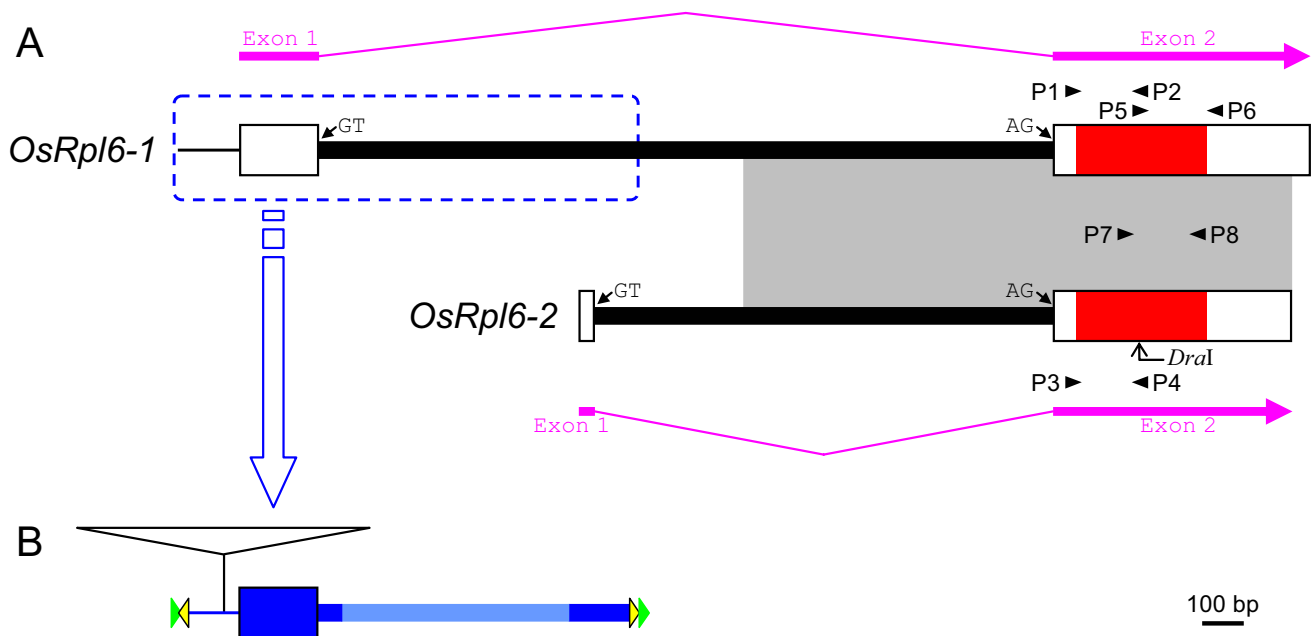 A
Exon 1
Exon 2
P1
P2
P5
P6
GT
AG
OsRpl6-1
P7
P8
GT
AG
OsRpl6-2
DraI
P3
P4
Exon 1
Exon 2
B
100 bp